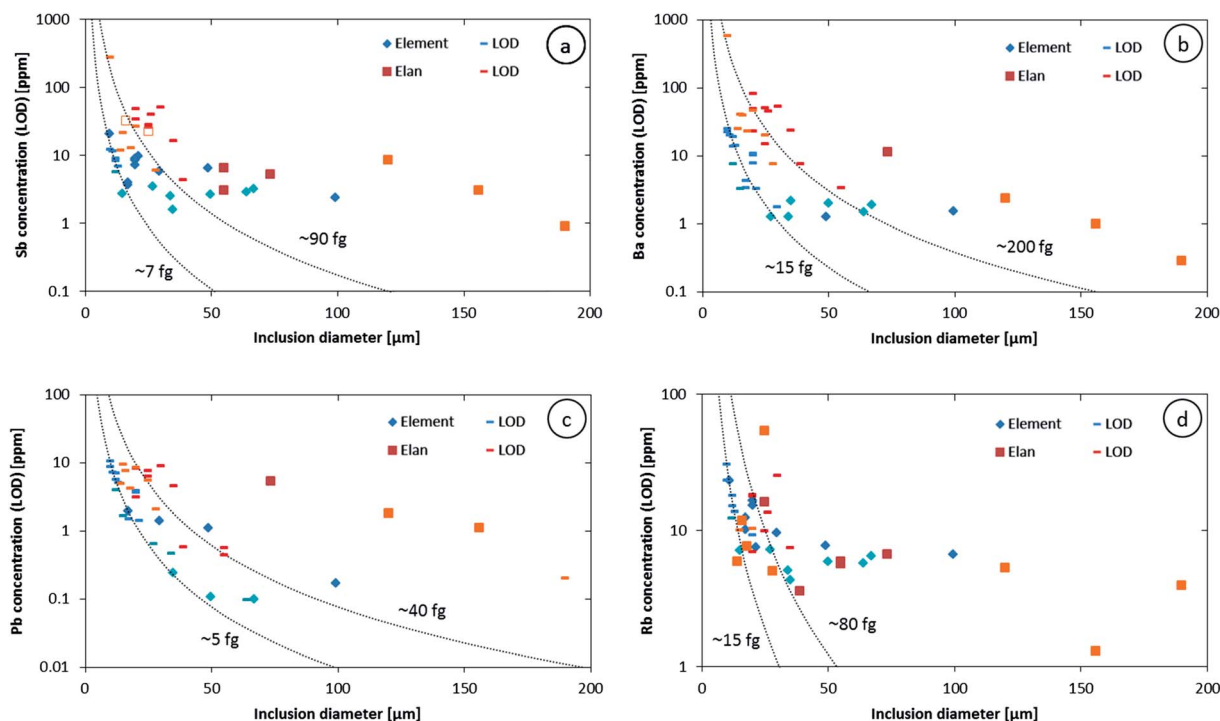 Sb concentration (LOD) [ppm]
1000
100
10
1
0.1
Element
LOD
Elan
LOD
a
~7 fg
~90 fg
0
50
100
150
200
Inclusion diameter [µm]
Ba concentration (LOD) [ppm]
1000
100
10
1
0.1
Element
LOD
Elan
LOD
b
~15 fg
~200 fg
0
50
100
150
200
Inclusion diameter [µm]
Pb concentration (LOD) [ppm]
100
10
1
0.1
0.01
Element
LOD
Elan
LOD
c
~5 fg
~40 fg
0
50
100
150
200
Inclusion diameter [µm]
Rb concentration (LOD) [ppm]
100
10
1
Element
LOD
Elan
LOD
d
~15 fg
~80 fg
0
50
100
150
200
Inclusion diameter [µm]